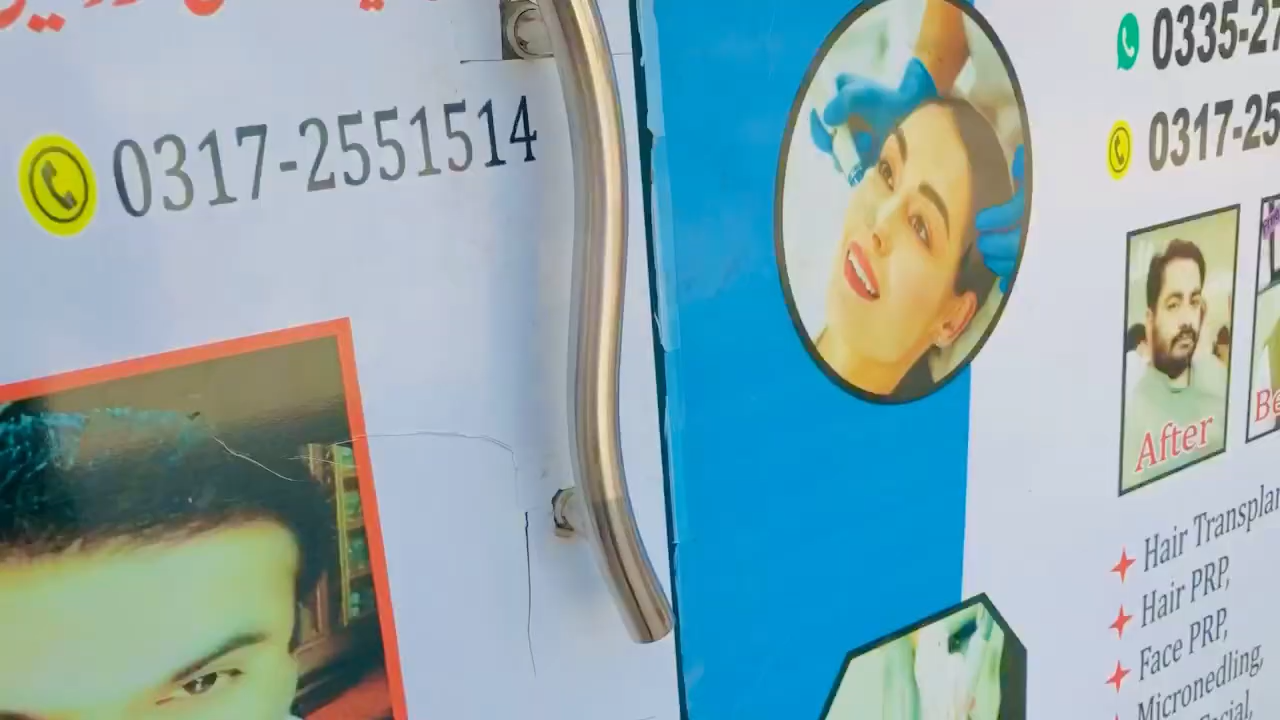 0317-2551514
0335-27
0317-25
After
Be
Hair Transplan
Hair PRP,
Face PRP,
Micronedling,